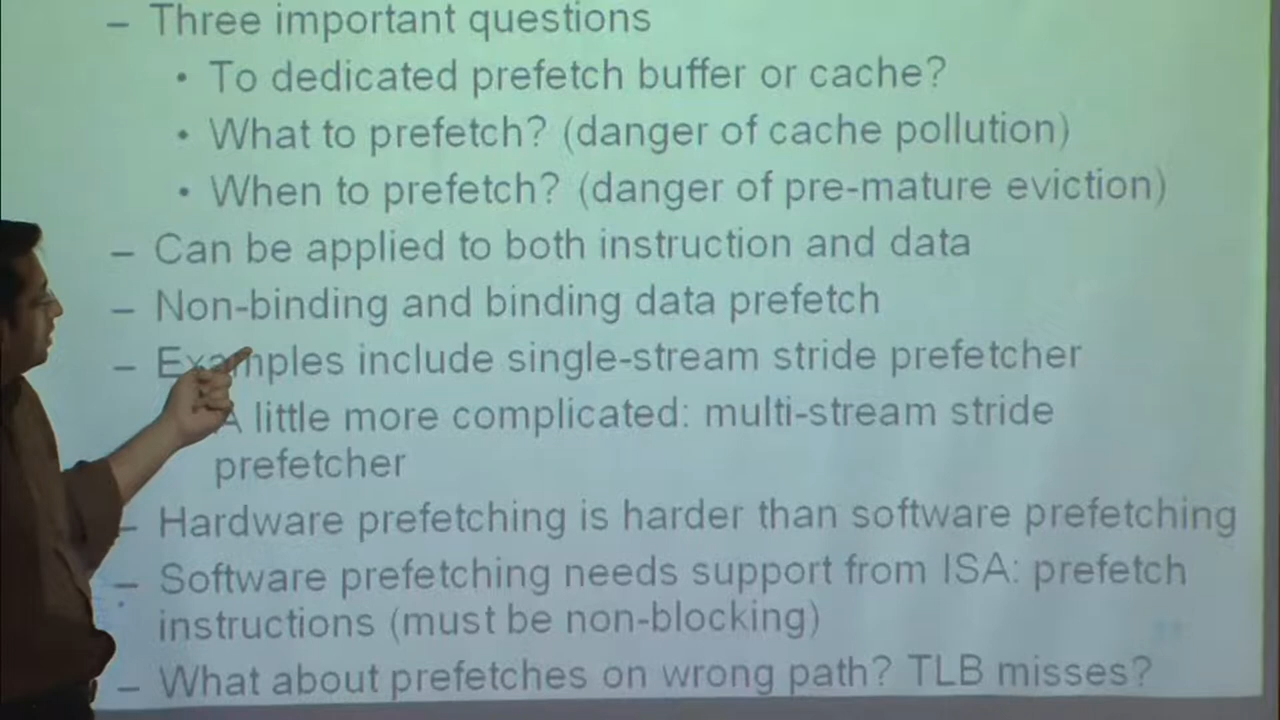 – Three important questions
• To dedicated prefetch buffer or cache?
• What to prefetch? (danger of cache pollution)
• When to prefetch? (danger of pre-mature eviction)
– Can be applied to both instruction and data
– Non-binding and binding data prefetch
– Examples include single-stream stride prefetcher
A little more complicated: multi-stream stride
prefetcher
– Hardware prefetching is harder than software prefetching
– Software prefetching needs support from ISA: prefetch
instructions (must be non-blocking)
– What about prefetches on wrong path? TLB misses?